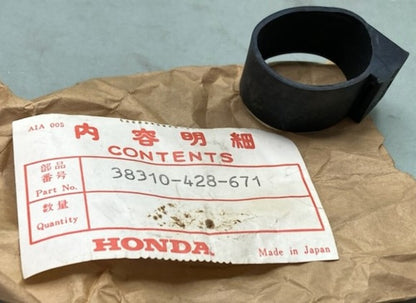 AIA 005
内容明細
CONTENTS
部品番号 Part No. 38310-428-671
数量 Quantity
HONDA Made in Japan